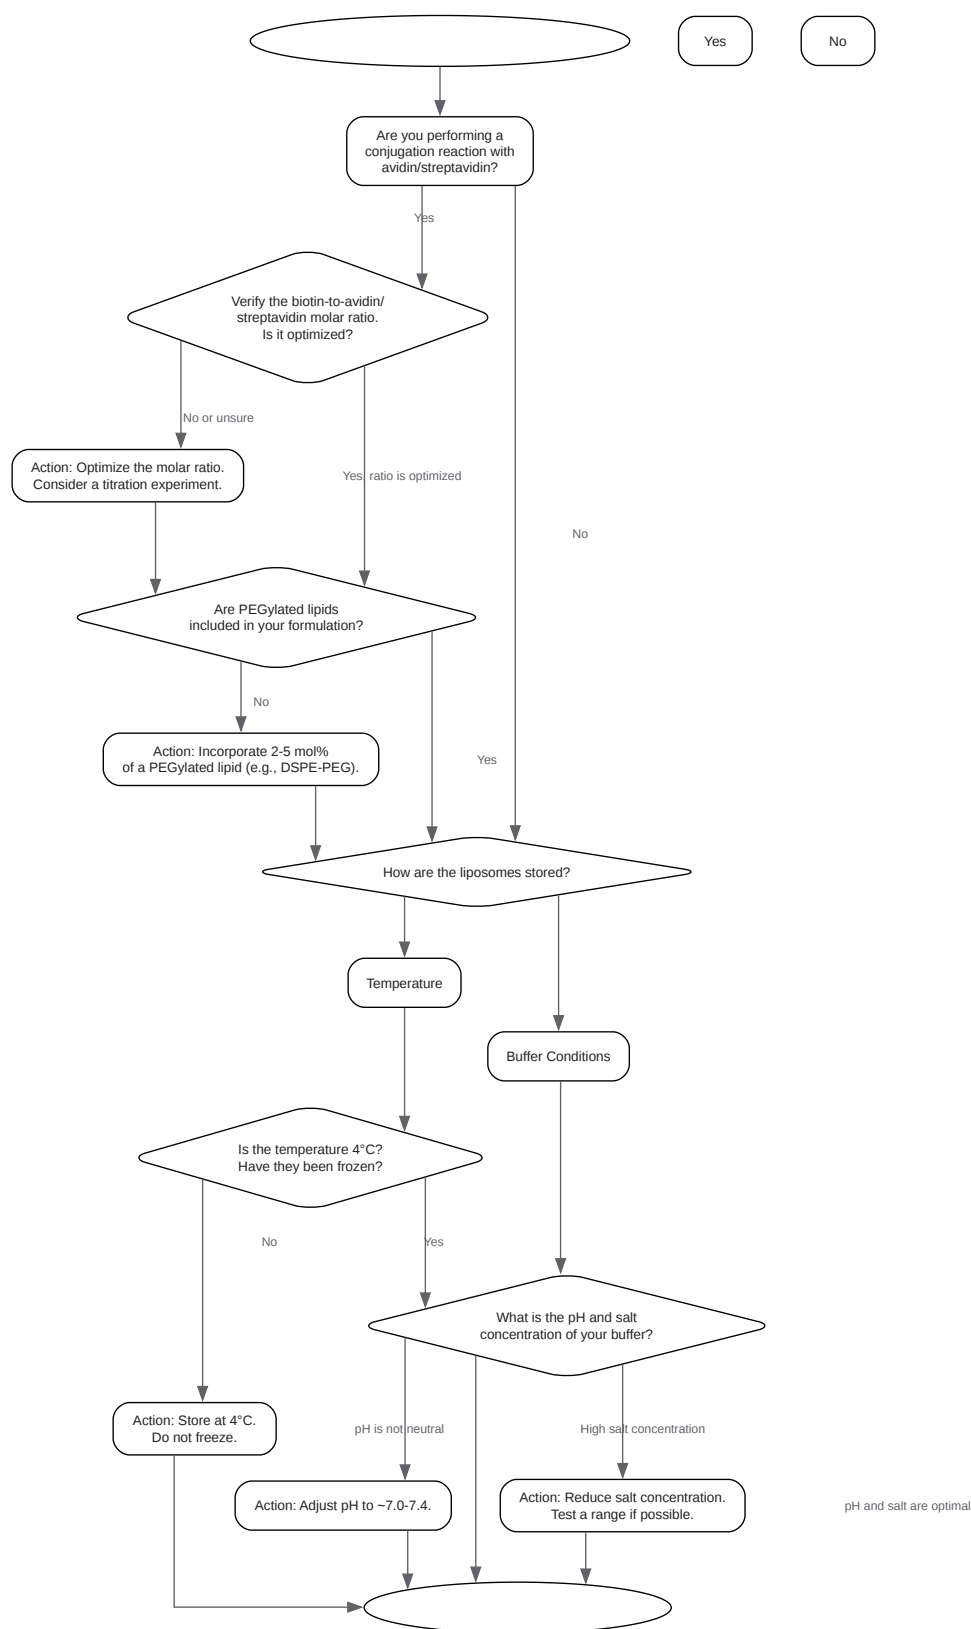 Yes
No
Are you performing a
conjugation reaction with
avidin/streptavidin?
Yes
Verify the biotin-to-avidin/
streptavidin molar ratio.
Is it optimized?
No or unsure
Action: Optimize the molar ratio.
Consider a titration experiment.
Yes, ratio is optimized
No
Are PEGylated lipids
included in your formulation?
No
Action: Incorporate 2-5 mol%
of a PEGylated lipid (e.g., DSPE-PEG).
Yes
How are the liposomes stored?
Temperature
Buffer Conditions
Is the temperature 4°C?
Have they been frozen?
No
Yes
What is the pH and salt
concentration of your buffer?
Action: Store at 4°C.
Do not freeze.
pH is not neutral
High salt concentration
Action: Adjust pH to ~7.0-7.4.
Action: Reduce salt concentration.
Test a range if possible.
pH and salt are optimal